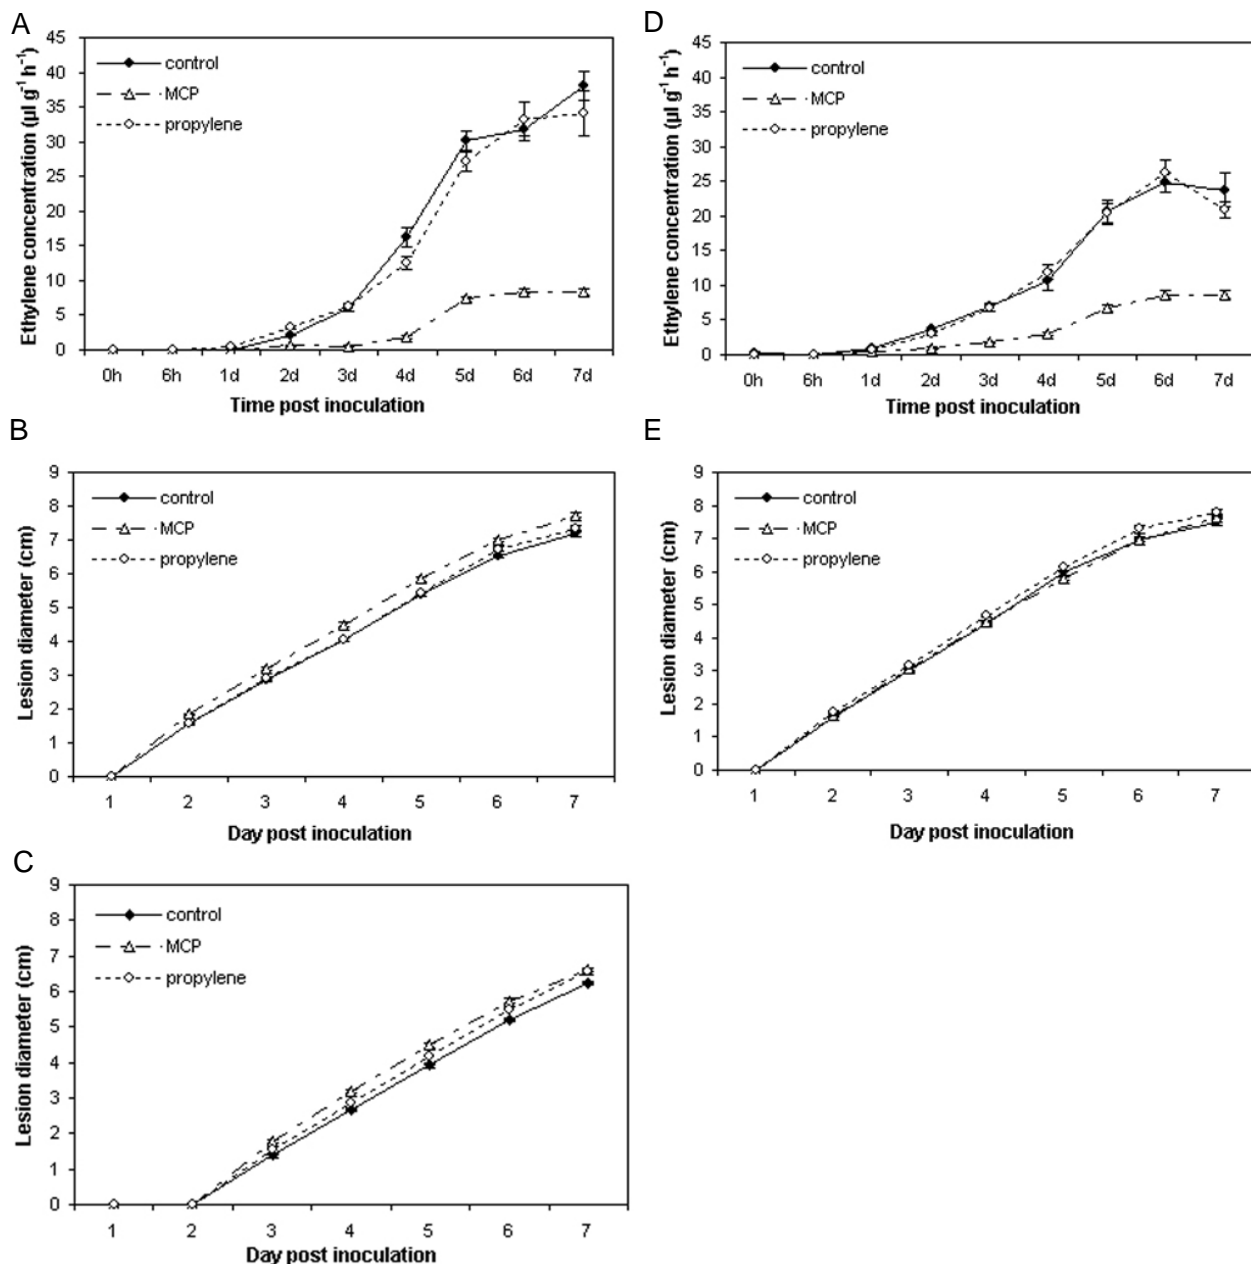 A
Ethylene concentration (µl g⁻¹ h⁻¹)
45
40
35
30
25
20
15
10
5
0
control
MCP
propylene
0h 6h 1d 2d 3d 4d 5d 6d 7d
Time post inoculation
D
Ethylene concentration (µl g⁻¹ h⁻¹)
45
40
35
30
25
20
15
10
5
0
control
MCP
propylene
0h 6h 1d 2d 3d 4d 5d 6d 7d
Time post inoculation
B
Lesion diameter (cm)
9
8
7
6
5
4
3
2
1
0
control
MCP
propylene
1 2 3 4 5 6 7
Day post inoculation
E
Lesion diameter (cm)
9
8
7
6
5
4
3
2
1
0
control
MCP
propylene
1 2 3 4 5 6 7
Day post inoculation
C
Lesion diameter (cm)
9
8
7
6
5
4
3
2
1
0
control
MCP
propylene
1 2 3 4 5 6 7
Day post inoculation